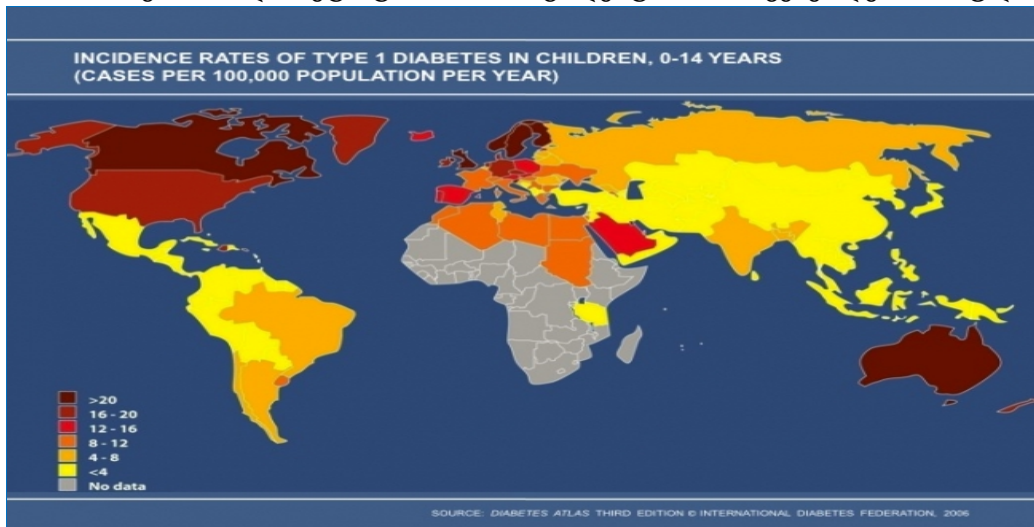 INCIDENCE RATES OF TYPE 1 DIABETES IN CHILDREN, 0-14 YEARS
(CASES PER 100,000 POPULATION PER YEAR)
>20
16 - 20
12 - 16
8 - 12
4 - 8
<4
No data
SOURCE: DIABETES ATLAS THIRD EDITION © INTERNATIONAL DIABETES FEDERATION, 2006